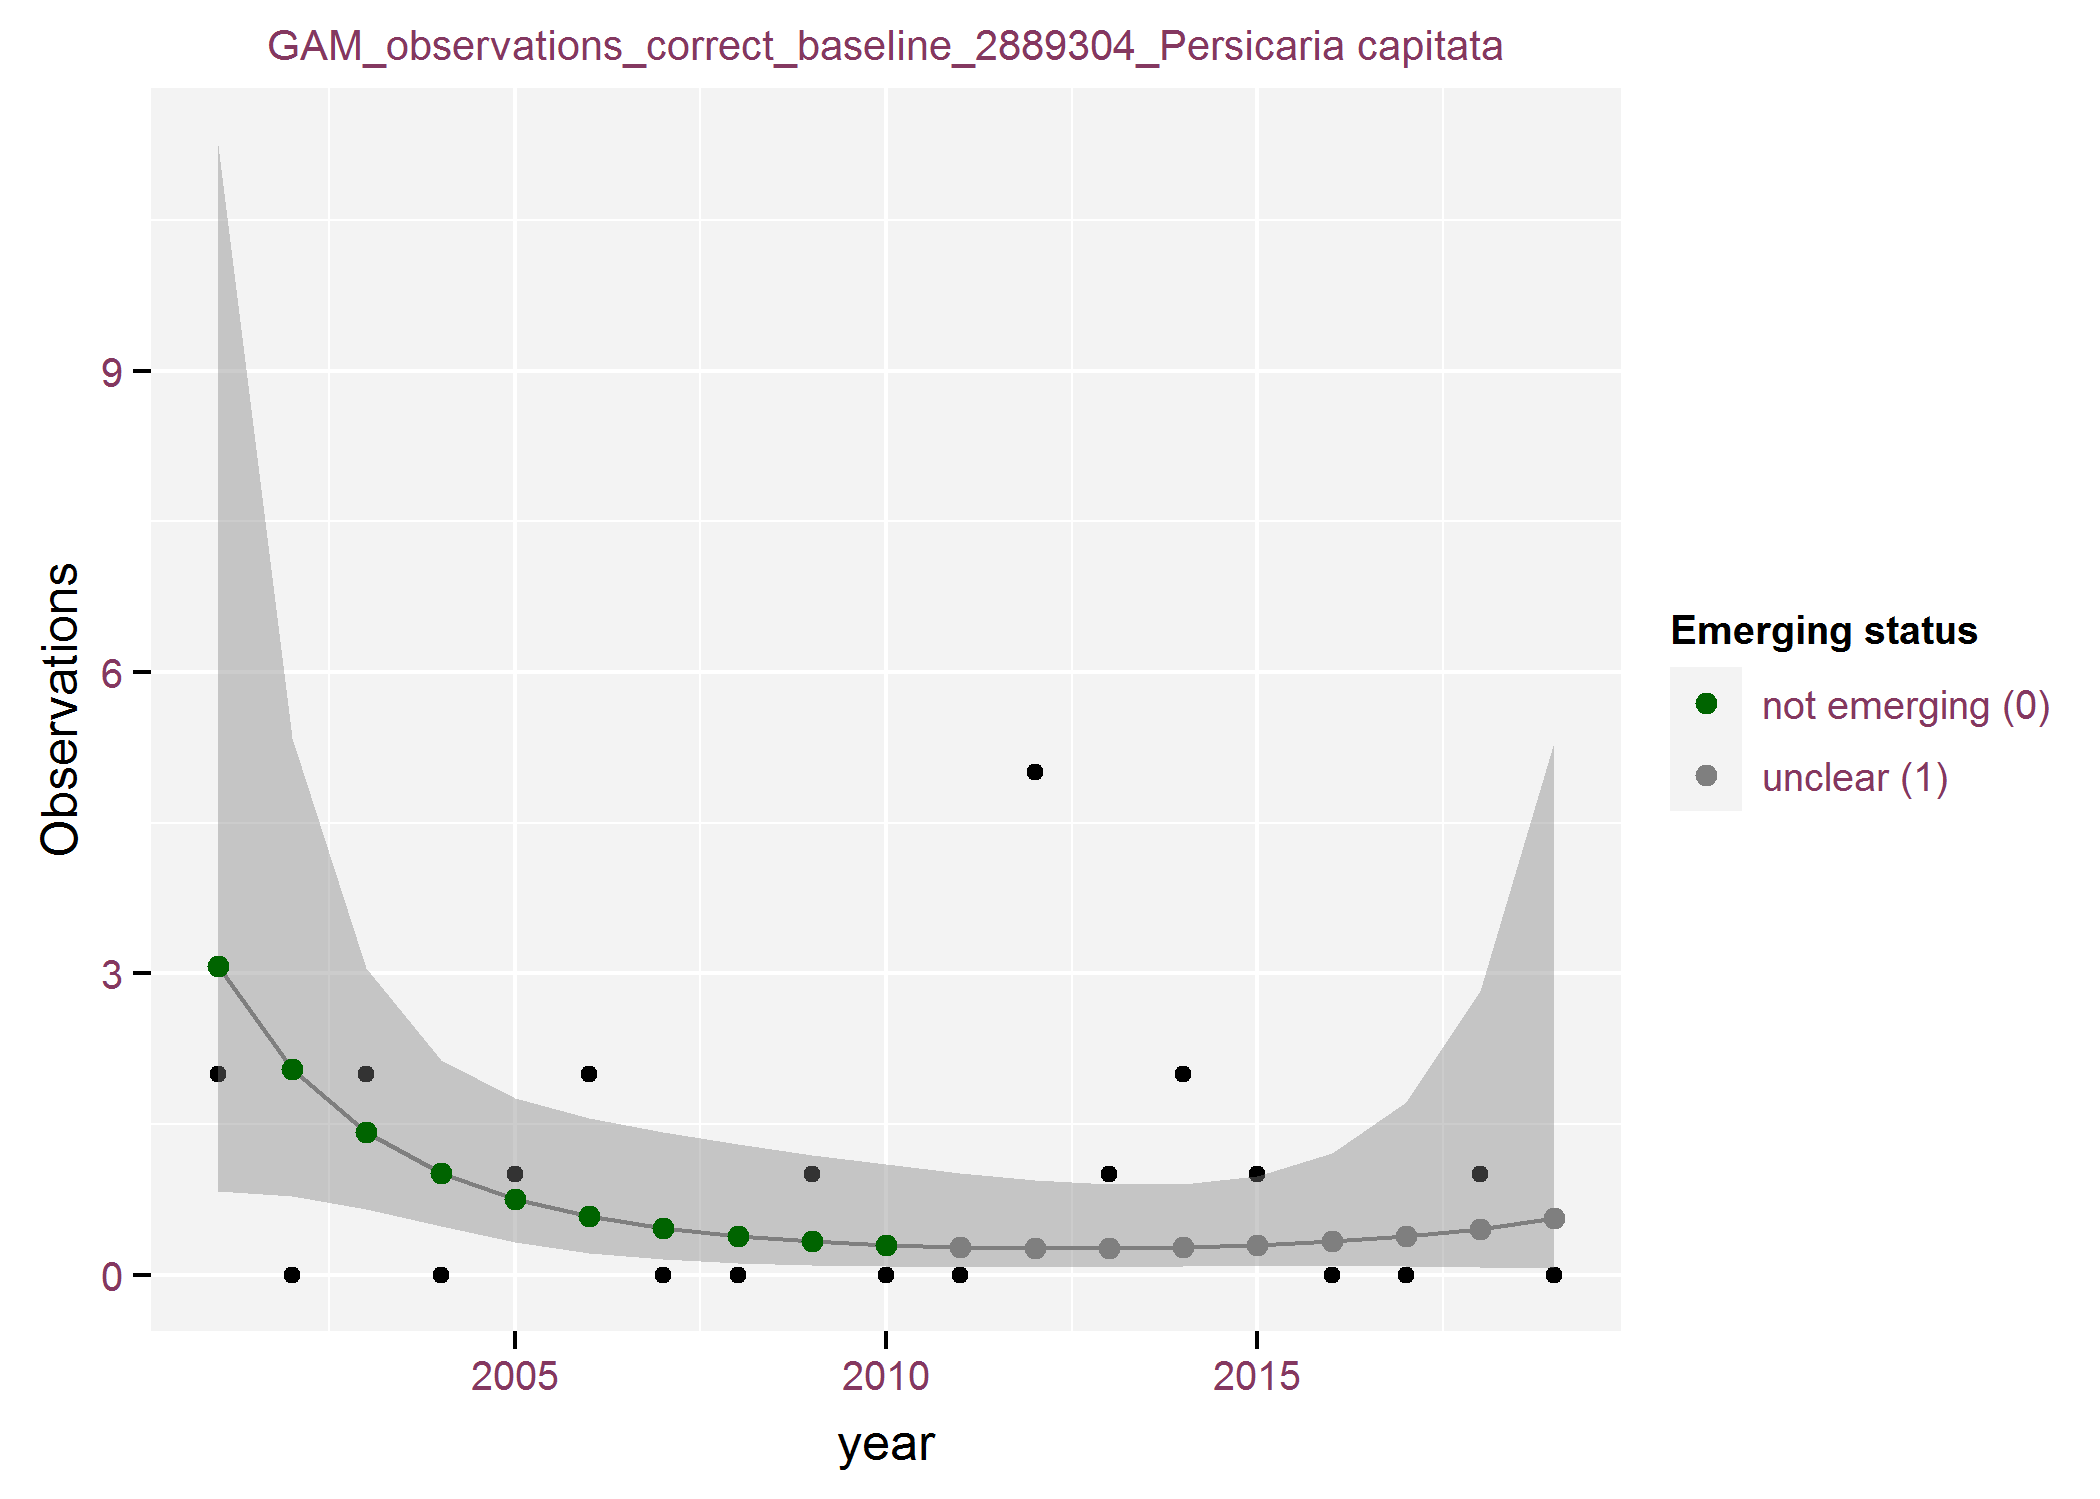 GAM_observations_correct_baseline_2889304_Persicaria capitata
Observations
9
6
3
0
2005
2010
2015
year
Emerging status
not emerging (0)
unclear (1)